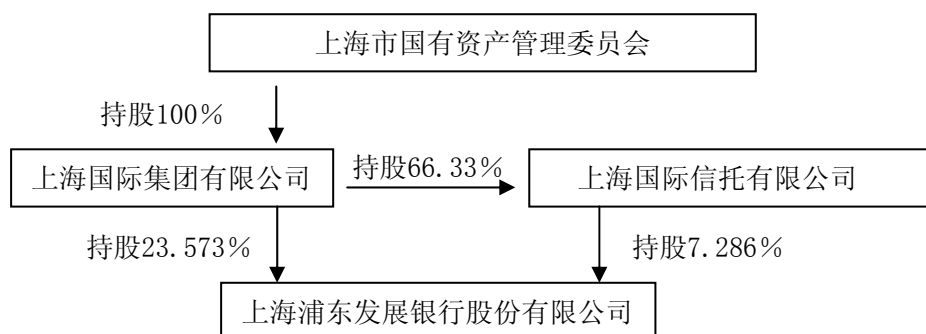 上海市国有资产管理委员会
持股100%
上海国际集团有限公司
持股66.33%
上海国际信托有限公司
持股23.573%
持股7.286%
上海浦东发展银行股份有限公司